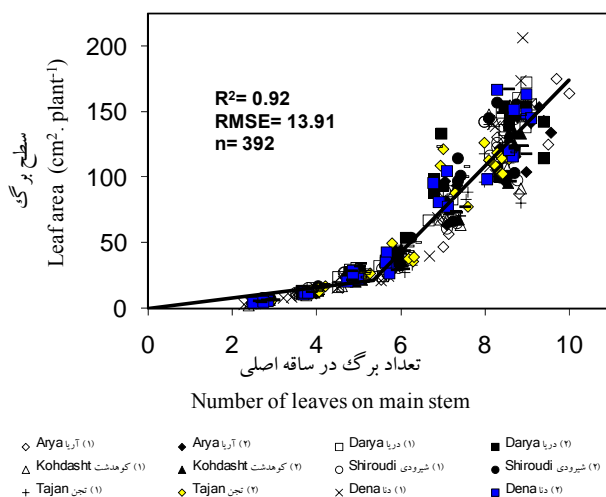 200
150
100
50
0
سطح برگ
Leaf area (cm². plant⁻¹)
R²= 0.92
RMSE= 13.91
n= 392
0 2 4 6 8 10
تعداد برگ در ساقه اصلی
Number of leaves on main stem
Arya آریا (۱) Arya آریا (۲) Darya دریا (۱) Darya دریا (۲)
Kohdasht کوهدشت (۱) Kohdasht کوهدشت (۲) Shiroudi شیرودی (۱) Shiroudi شیرودی (۲)
Tajan تجن (۱) Tajan تجن (۲) Dena دنا (۱) Dena دنا (۲)